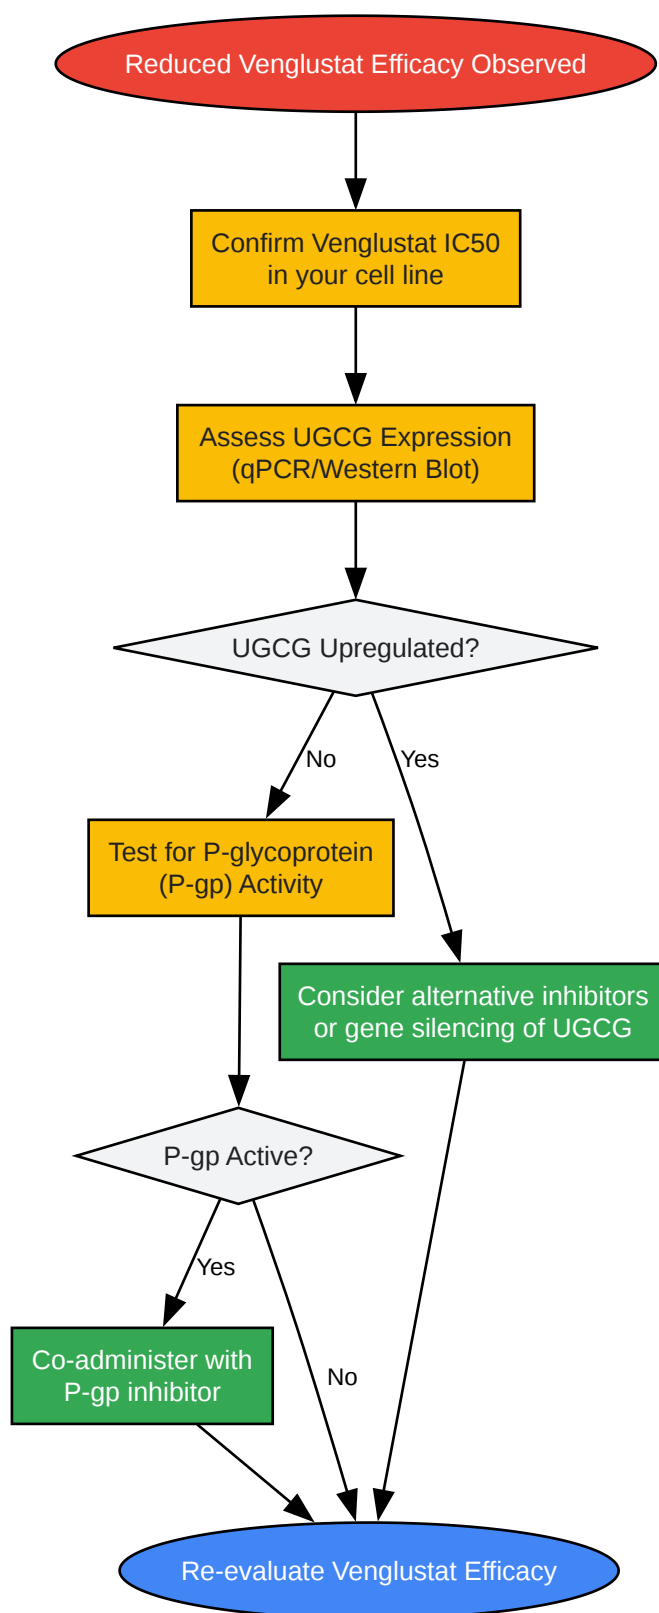 Reduced Venglustat Efficacy Observed
Confirm Venglustat IC50
in your cell line
Assess UGCG Expression
(qPCR/Western Blot)
UGCG Upregulated?
No
Yes
Test for P-glycoprotein
(P-gp) Activity
Consider alternative inhibitors
or gene silencing of UGCG
P-gp Active?
Yes
Co-administer with
P-gp inhibitor
No
Re-evaluate Venglustat Efficacy